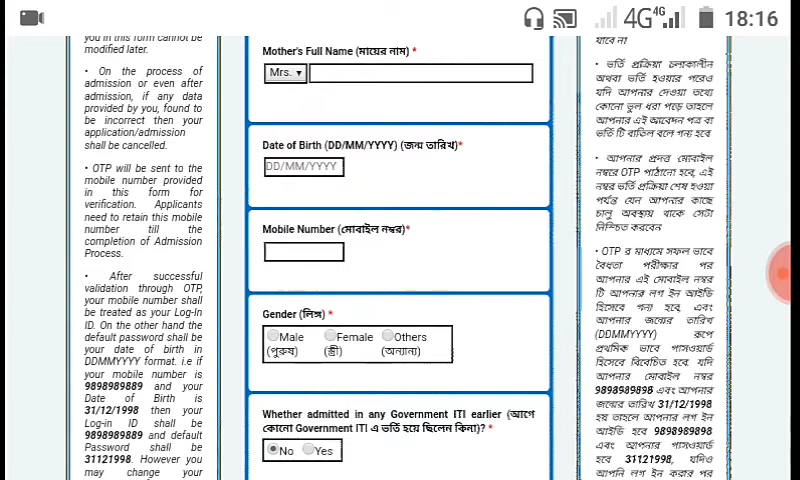 4G 4G 18:16
you in this form cannot be
modified later.
• On the process of
admission or even after
admission, if any data
provided by you, found to
be incorrect then your
application/admission
shall be cancelled.
• OTP will be sent to the
mobile number provided
in this form for
verification. Applicants
need to retain this mobile
number till the
completion of Admission
Process.
• After successful
validation through OTP,
your mobile number shall
be treated as your Log-In
ID. On the other hand the
default password shall be
your date of birth in
DDMMYYYY format. i.e if
your mobile number is
9898989889 and your
Date of Birth is
31/12/1998 then your
Log-in ID shall be
9898989889 and default
Password shall be
31121998. However you
may change your
Mother's Full Name (মায়ের নাম) *
Mrs.
Date of Birth (DD/MM/YYYY) (জন্ম তারিখ)*
DD/MM/YYYY
Mobile Number (মোবাইল নম্বর)*
Gender (লিঙ্গ) *
Male Female Others
(পুরুষ) (স্ত্রী) (অন্যান্য)
Whether admitted in any Government ITI earlier (আগে
কোনো Government ITI এ ভর্তি হয়ে ছিলেন কিনা)? *
No Yes
যাবে না
• ভর্তি প্রক্রিয়া চলাকালীন
অথবা ভর্তি হওয়ার পরেও
যদি আপনার দেওয়া তথ্যে
কোনো ভুল ধরা পড়ে তাহলে
আপনার এই আবেদন পত্র বা
ভর্তি টি বাতিল বলে গন্য হবে
• আপনার প্রদত্ত মোবাইল
নম্বরে OTP পাঠানো হবে, এই
নম্বর ভর্তি প্রক্রিয়া শেষ হওয়া
পর্যন্ত যেন আপনার কাছে
চালু অবস্থায় থাকে সেটা
নিশ্চিত করবেন
• OTP র মাধ্যমে সফল ভাবে
বৈধতা পরীক্ষার পর
আপনার এই মোবাইল নম্বর
টি আপনার লগ ইন আইডি
হিসেবে গন্য হবে, এবং
আপনার জন্মের তারিখ
(DDMMYYYY) রূপে
প্রাথমিক ভাবে পাসওয়ার্ড
হিসেবে বিবেচিত হবে, যদি
আপনার মোবাইল নম্বর
9898989898 এবং আপনার
জন্মের তারিখ 31/12/1998
হয় তাহলে আপনার লগ ইন
আইডি হবে 9898989898
এবং আপনার পাসওয়ার্ড
হবে 31121998, যদিও
আপনি লগ ইন করার পর